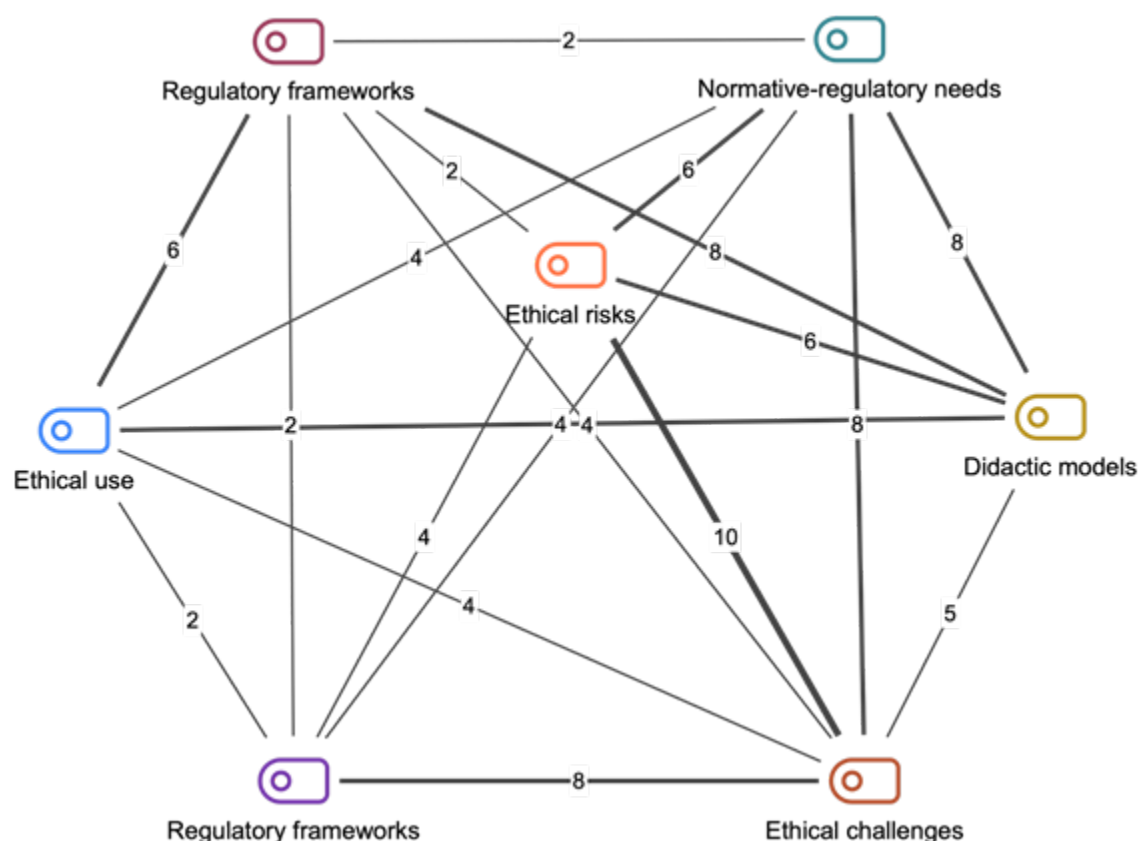 2
Regulatory frameworks
Normative-regulatory needs
2
6
6
4
8
8
Ethical risks
6
2
4
4
8
Ethical use
Didactic models
4
10
4
2
5
8
Regulatory frameworks
Ethical challenges